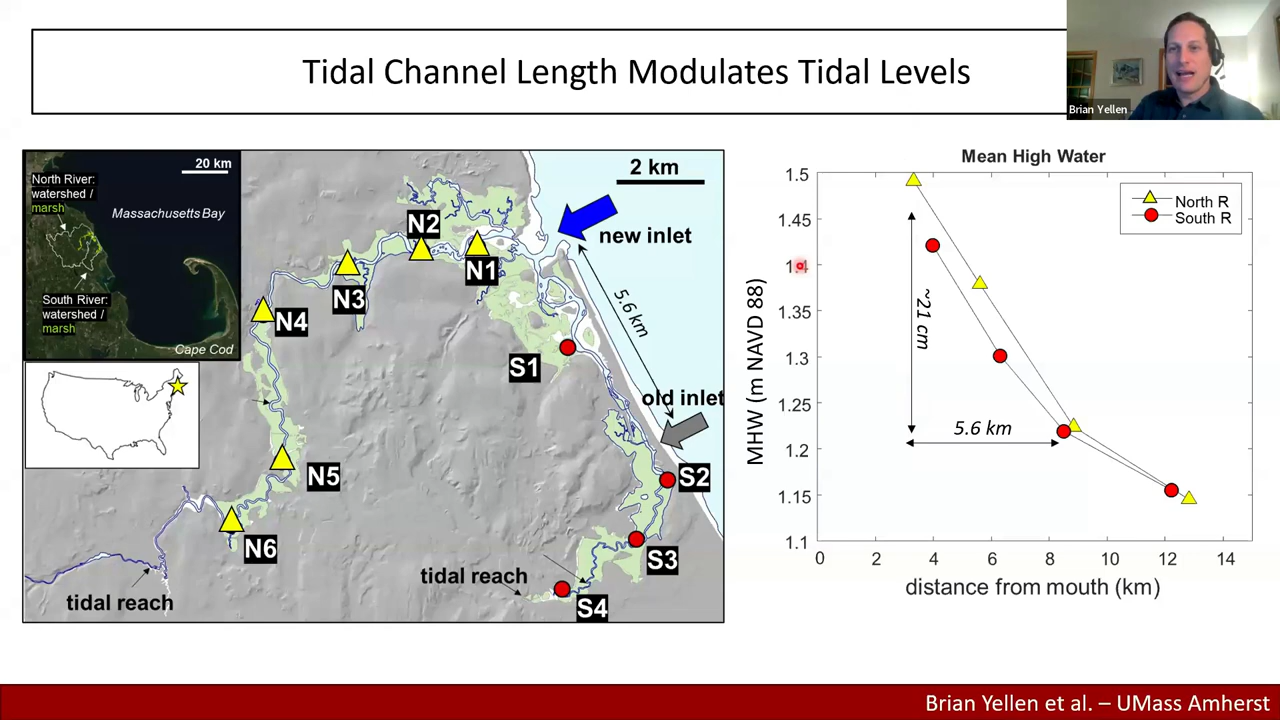 Tidal Channel Length Modulates Tidal Levels
Brian Yellen
20 km
North River:
watershed /
marsh
Massachusetts Bay
South River:
watershed /
marsh
Cape Cod
2 km
new inlet
5.6 km
old inlet
N1
N2
N3
N4
N5
N6
S1
S2
S3
S4
tidal reach
tidal reach
Mean High Water
North R
South R
MHW (m NAVD 88)
1.5
1.45
1.4
1.35
1.3
1.25
1.2
1.15
1.1
~21 cm
5.6 km
0 2 4 6 8 10 12 14
distance from mouth (km)
Brian Yellen et al. – UMass Amherst